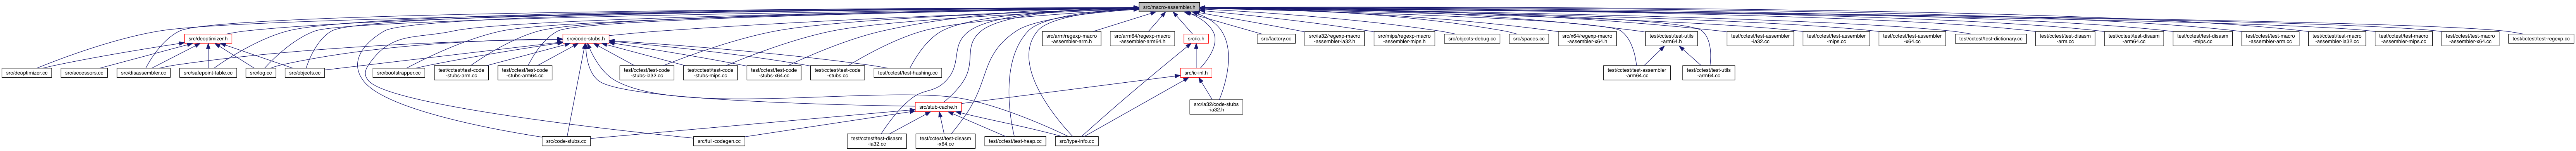 src/macro-assembler.h
src/deoptimizer.h
src/code-stubs.h
src/arm/regexp-macro
-assembler-arm.h
src/arm64/regexp-macro
-assembler-arm64.h
src/ic.h
src/factory.cc
src/ia32/regexp-macro
-assembler-ia32.h
src/mips/regexp-macro
-assembler-mips.h
src/objects-debug.cc
src/spaces.cc
src/x64/regexp-macro
-assembler-x64.h
test/cctest/test-utils
-arm64.h
test/cctest/test-assembler
-ia32.cc
test/cctest/test-assembler
-mips.cc
test/cctest/test-assembler
-x64.cc
test/cctest/test-dictionary.cc
test/cctest/test-disasm
-arm.cc
test/cctest/test-disasm
-arm64.cc
test/cctest/test-disasm
-mips.cc
test/cctest/test-macro
-assembler-arm.cc
test/cctest/test-macro
-assembler-ia32.cc
test/cctest/test-macro
-assembler-mips.cc
test/cctest/test-macro
-assembler-x64.cc
test/cctest/test-regexp.cc
src/deoptimizer.cc
src/accessors.cc
src/disassembler.cc
src/safepoint-table.cc
src/log.cc
src/objects.cc
src/bootstrapper.cc
test/cctest/test-code
-stubs-arm.cc
test/cctest/test-code
-stubs-arm64.cc
test/cctest/test-code
-stubs-ia32.cc
test/cctest/test-code
-stubs-mips.cc
test/cctest/test-code
-stubs-x64.cc
test/cctest/test-code
-stubs.cc
test/cctest/test-hashing.cc
src/ic-inl.h
test/cctest/test-assembler
-arm64.cc
test/cctest/test-utils
-arm64.cc
src/stub-cache.h
src/ia32/code-stubs
-ia32.h
src/code-stubs.cc
src/full-codegen.cc
test/cctest/test-disasm
-ia32.cc
test/cctest/test-disasm
-x64.cc
test/cctest/test-heap.cc
src/type-info.cc